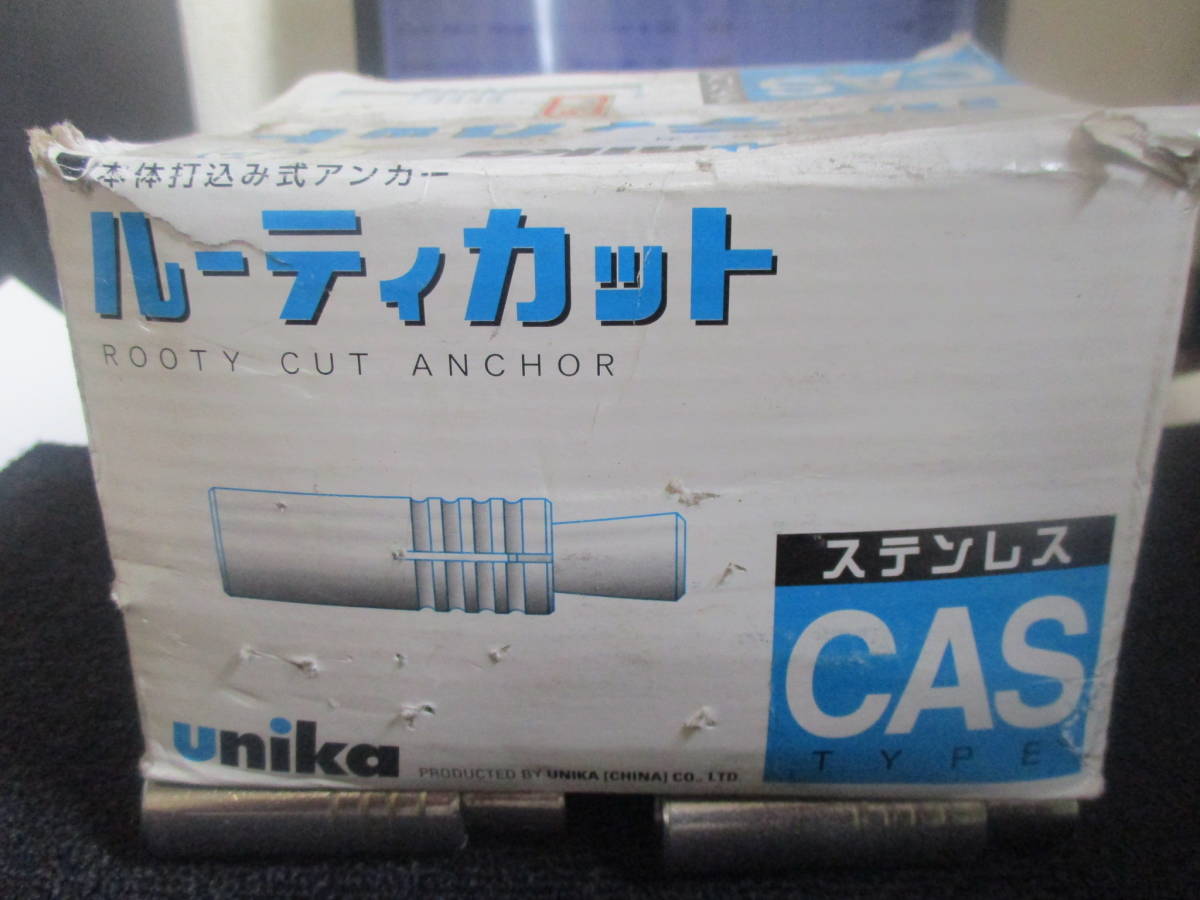 本体打込み式アンカー
ルーティカット
ROOTY CUT ANCHOR
ステンレス
CAS
TYPE
unika
PRODUCTED BY UNIKA [CHINA] CO., LTD.